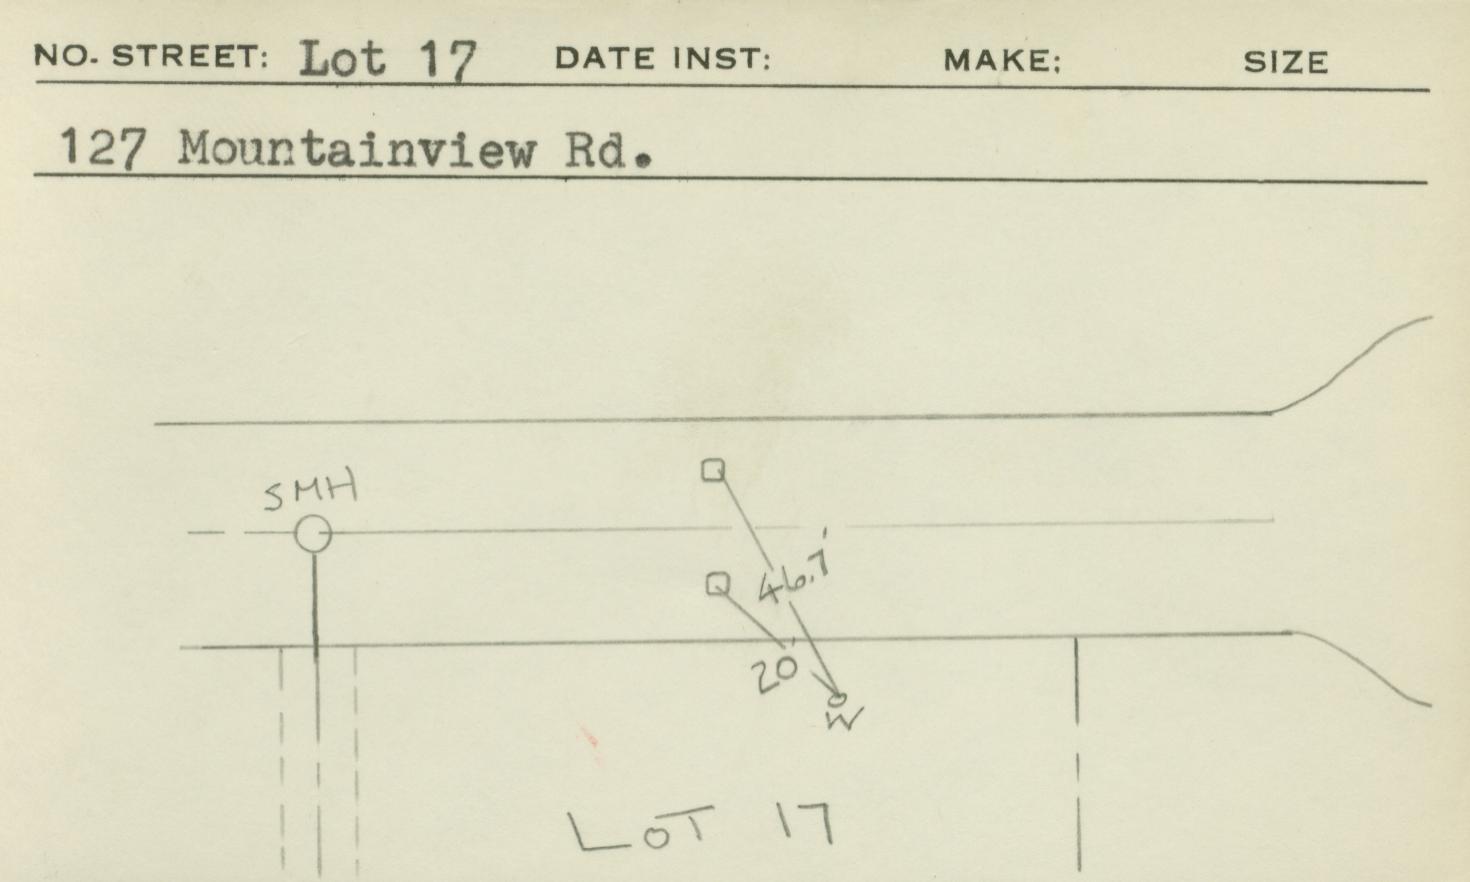 NO. STREET: Lot 17 DATE INST: MAKE: SIZE
127 Mountainview Rd.
SMH
46.7'
20'
W
LOT 17